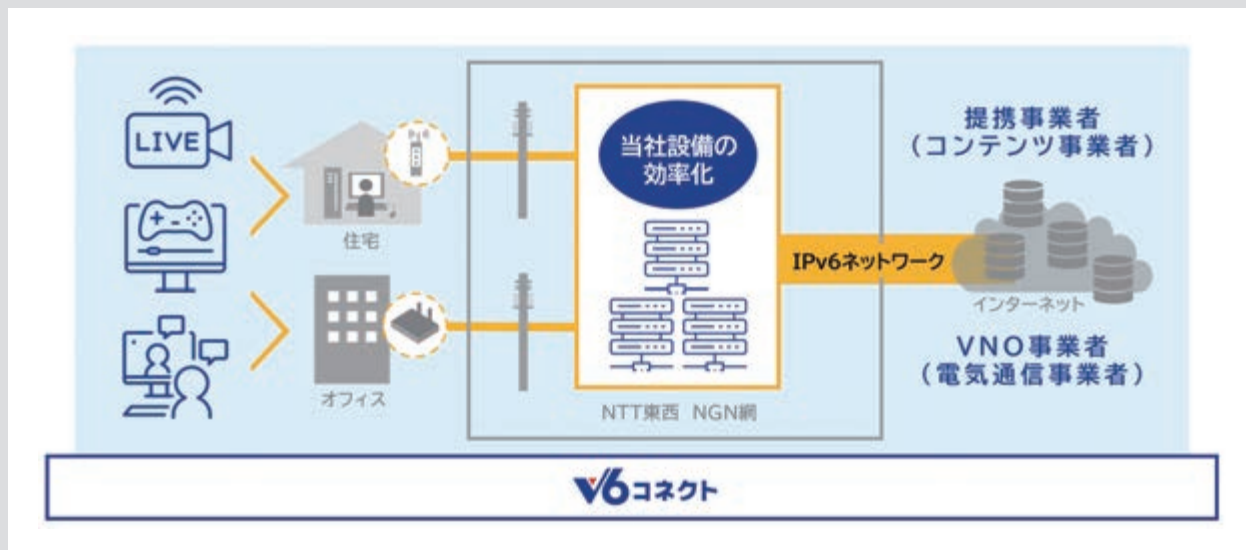 LIVE
住宅
オフィス
当社設備の
効率化
NTT東西 NGN網
IPv6ネットワーク
提携事業者
(コンテンツ事業者)
インターネット
VNO事業者
(電気通信事業者)
V6コネクト